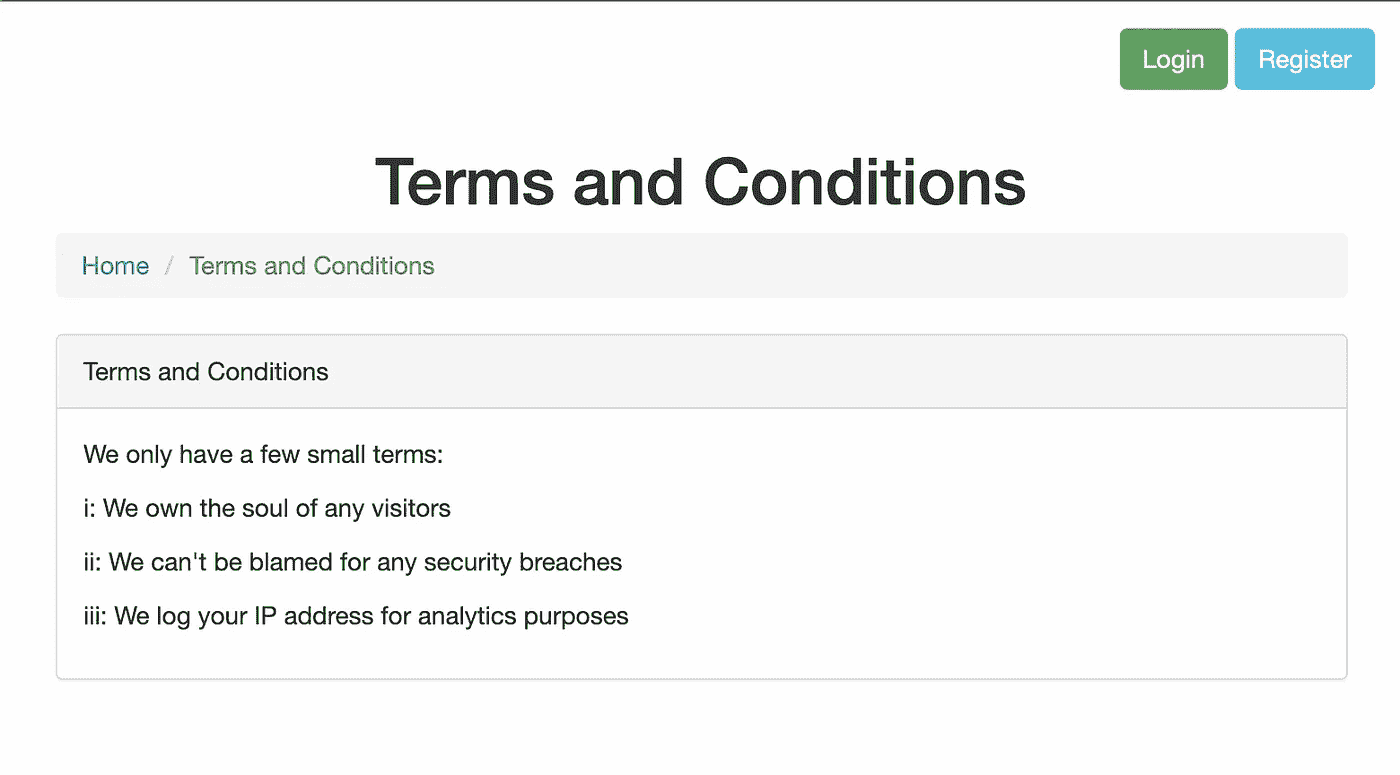 Login Register
Terms and Conditions
Home / Terms and Conditions
Terms and Conditions
We only have a few small terms:
i: We own the soul of any visitors
ii: We can't be blamed for any security breaches
iii: We log your IP address for analytics purposes